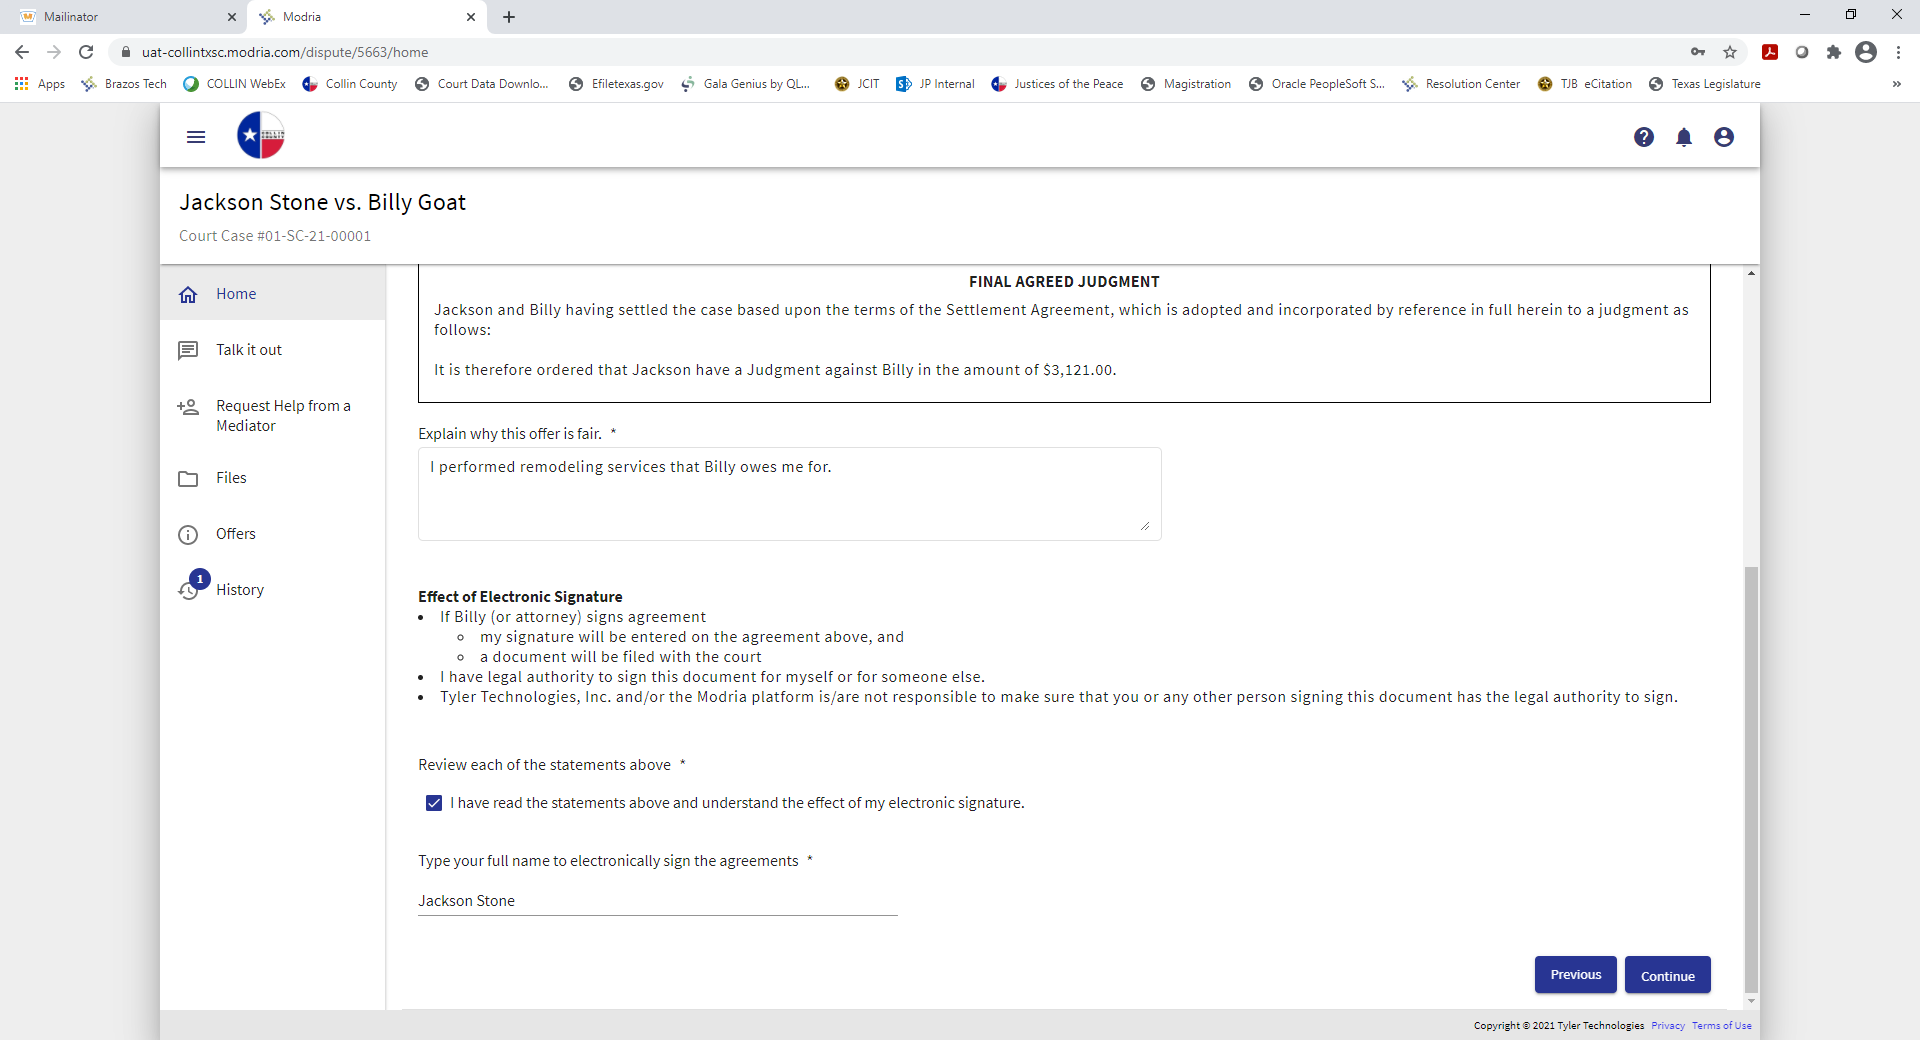 Mailinator
Modria
uat-collintxsc.modria.com/dispute/5663/home
Apps
Brazos Tech
COLLIN WebEx
Collin County
Court Data Downlo...
Efiletexas.gov
Gala Genius by QL...
JCIT
JP Internal
Justices of the Peace
Magistration
Oracle PeopleSoft S...
Resolution Center
TJB eCitation
Texas Legislature
»
COLLIN COUNTY
Jackson Stone vs. Billy Goat
Court Case #01-SC-21-00001
Home
Talk it out
Request Help from a
Mediator
Files
Offers
1
History
FINAL AGREED JUDGMENT
Jackson and Billy having settled the case based upon the terms of the Settlement Agreement, which is adopted and incorporated by reference in full herein to a judgment as
follows:
It is therefore ordered that Jackson have a Judgment against Billy in the amount of $3,121.00.
Explain why this offer is fair. *
I performed remodeling services that Billy owes me for.
Effect of Electronic Signature
• If Billy (or attorney) signs agreement
◦ my signature will be entered on the agreement above, and
◦ a document will be filed with the court
• I have legal authority to sign this document for myself or for someone else.
• Tyler Technologies, Inc. and/or the Modria platform is/are not responsible to make sure that you or any other person signing this document has the legal authority to sign.
Review each of the statements above *
I have read the statements above and understand the effect of my electronic signature.
Type your full name to electronically sign the agreements *
Jackson Stone
Previous
Continue
Copyright © 2021 Tyler Technologies Privacy Terms of Use